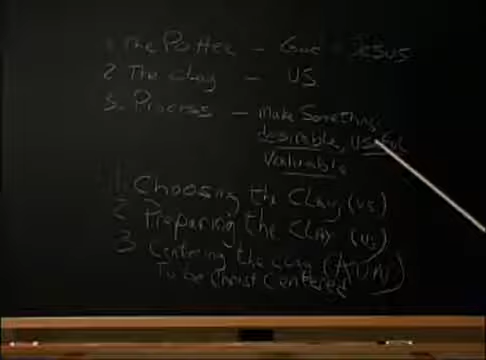 1. The Potter - God - Jesus
2. The clay - US
3. Process - Make Something
desirable, USEFUL
Valuable
1. Choosing the CLAY (US)
2 Preparing the CLAY (US)
3 Centering the clay
To be Christ Centered